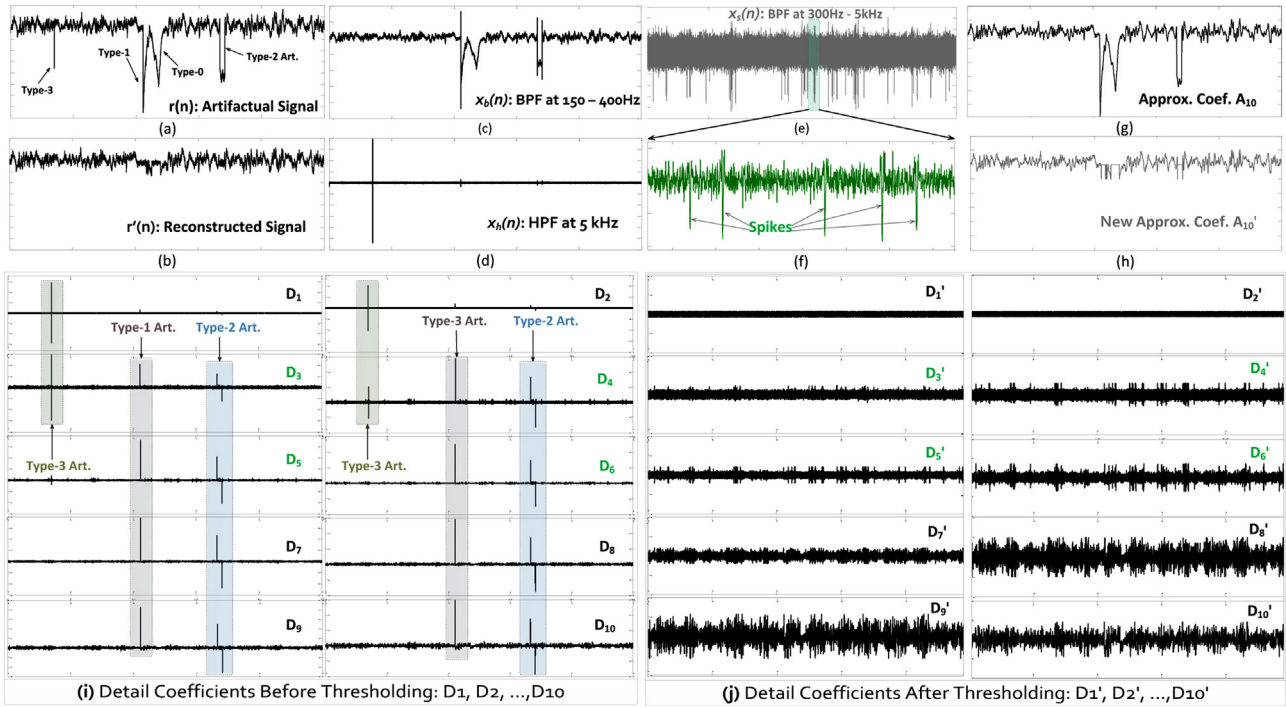 Type-3
Type-1
Type-0
Type-2 Art.
r(n): Artifactual Signal
(a)
x_b(n): BPF at 150 – 400Hz
(c)
x_s(n): BPF at 300Hz - 5kHz
(e)
Approx. Coef. A10
(g)
r'(n): Reconstructed Signal
(b)
x_h(n): HPF at 5 kHz
(d)
Spikes
(f)
New Approx. Coef. A10'
(h)
D1
Type-1 Art.
Type-2 Art.
D3
Type-3 Art.
D5
D7
D9
D2
Type-3 Art.
Type-2 Art.
D4
Type-3 Art.
D6
D8
D10
(i) Detail Coefficients Before Thresholding: D1, D2, ...,D10
D1'
D2'
D3'
D4'
D5'
D6'
D7'
D8'
D9'
D10'
(j) Detail Coefficients After Thresholding: D1', D2', ...,D10'